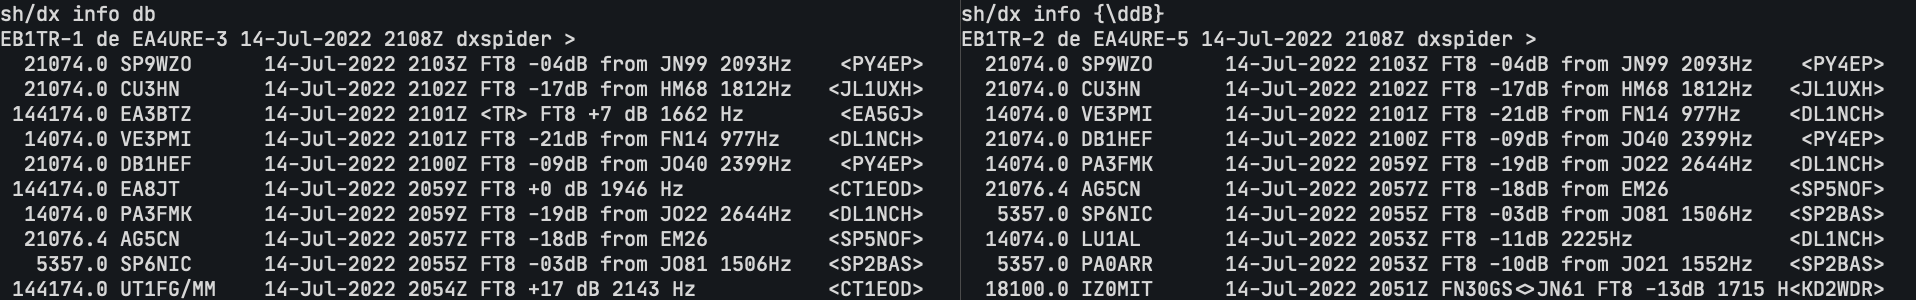 sh/dx info db
EB1TR-1 de EA4URE-3 14-Jul-2022 2108Z dxspider >
21074.0 SP9WZO 14-Jul-2022 2103Z FT8 -04dB from JN99 2093Hz <PY4EP>
21074.0 CU3HN 14-Jul-2022 2102Z FT8 -17dB from HM68 1812Hz <JL1UXH>
144174.0 EA3BTZ 14-Jul-2022 2101Z <TR> FT8 +7 dB 1662 Hz <EA5GJ>
14074.0 VE3PMI 14-Jul-2022 2101Z FT8 -21dB from FN14 977Hz <DL1NCH>
21074.0 DB1HEF 14-Jul-2022 2100Z FT8 -09dB from JO40 2399Hz <PY4EP>
144174.0 EA8JT 14-Jul-2022 2059Z FT8 +0 dB 1946 Hz <CT1EOD>
14074.0 PA3FMK 14-Jul-2022 2059Z FT8 -19dB from JO22 2644Hz <DL1NCH>
21076.4 AG5CN 14-Jul-2022 2057Z FT8 -18dB from EM26 <SP5NOF>
5357.0 SP6NIC 14-Jul-2022 2055Z FT8 -03dB from JO81 1506Hz <SP2BAS>
144174.0 UT1FG/MM 14-Jul-2022 2054Z FT8 +17 dB 2143 Hz <CT1EOD>
sh/dx info {\ddB}
EB1TR-2 de EA4URE-5 14-Jul-2022 2108Z dxspider >
21074.0 SP9WZO 14-Jul-2022 2103Z FT8 -04dB from JN99 2093Hz <PY4EP>
21074.0 CU3HN 14-Jul-2022 2102Z FT8 -17dB from HM68 1812Hz <JL1UXH>
14074.0 VE3PMI 14-Jul-2022 2101Z FT8 -21dB from FN14 977Hz <DL1NCH>
21074.0 DB1HEF 14-Jul-2022 2100Z FT8 -09dB from JO40 2399Hz <PY4EP>
14074.0 PA3FMK 14-Jul-2022 2059Z FT8 -19dB from JO22 2644Hz <DL1NCH>
21076.4 AG5CN 14-Jul-2022 2057Z FT8 -18dB from EM26 <SP5NOF>
5357.0 SP6NIC 14-Jul-2022 2055Z FT8 -03dB from JO81 1506Hz <SP2BAS>
14074.0 LU1AL 14-Jul-2022 2053Z FT8 -11dB 2225Hz <DL1NCH>
5357.0 PA0ARR 14-Jul-2022 2053Z FT8 -10dB from JO21 1552Hz <SP2BAS>
18100.0 IZ0MIT 14-Jul-2022 2051Z FN30GS<>JN61 FT8 -13dB 1715 H<KD2WDR>